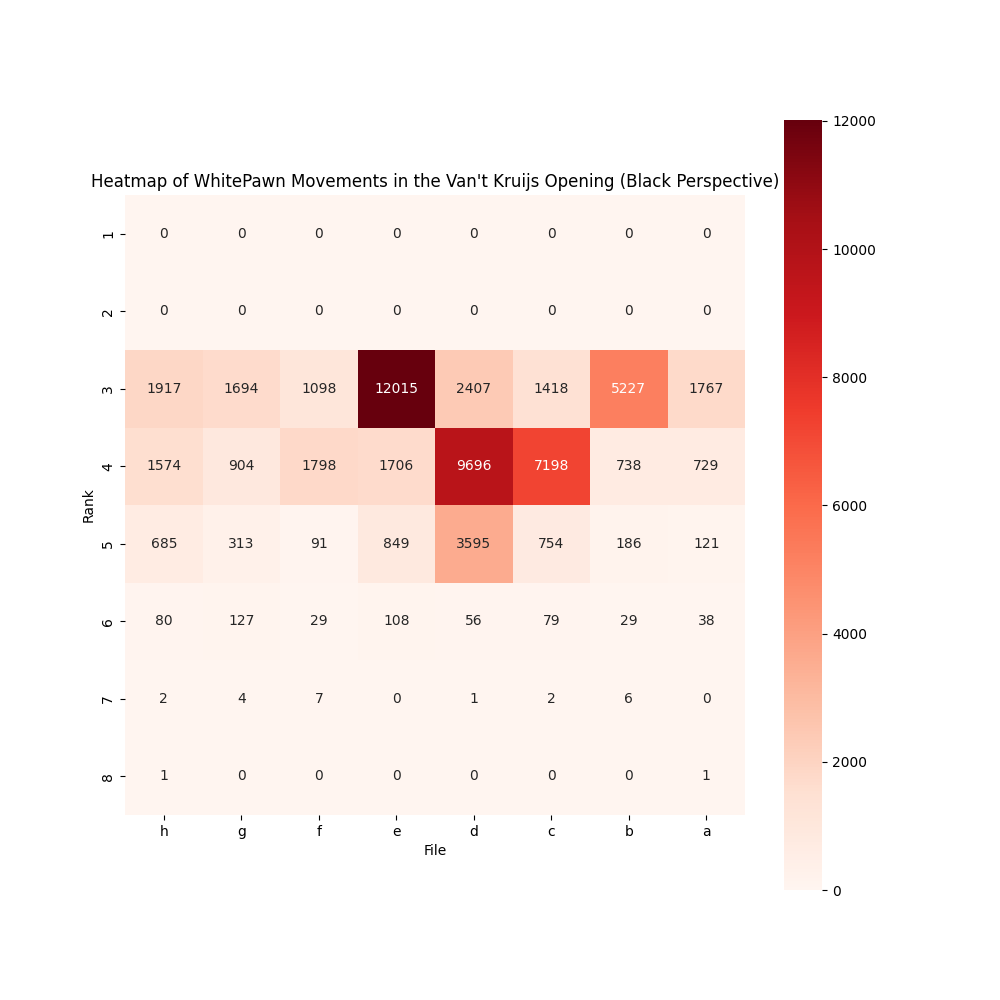 Heatmap of WhitePawn Movements in the Van't Kruijs Opening (Black Perspective)
1 0 0 0 0 0 0 0 0
2 0 0 0 0 0 0 0 0
3 1917 1694 1098 12015 2407 1418 5227 1767
4 1574 904 1798 1706 9696 7198 738 729
Rank
5 685 313 91 849 3595 754 186 121
6 80 127 29 108 56 79 29 38
7 2 4 7 0 1 2 6 0
8 1 0 0 0 0 0 0 1
h g f e d c b a
File
12000
10000
8000
6000
4000
2000
0